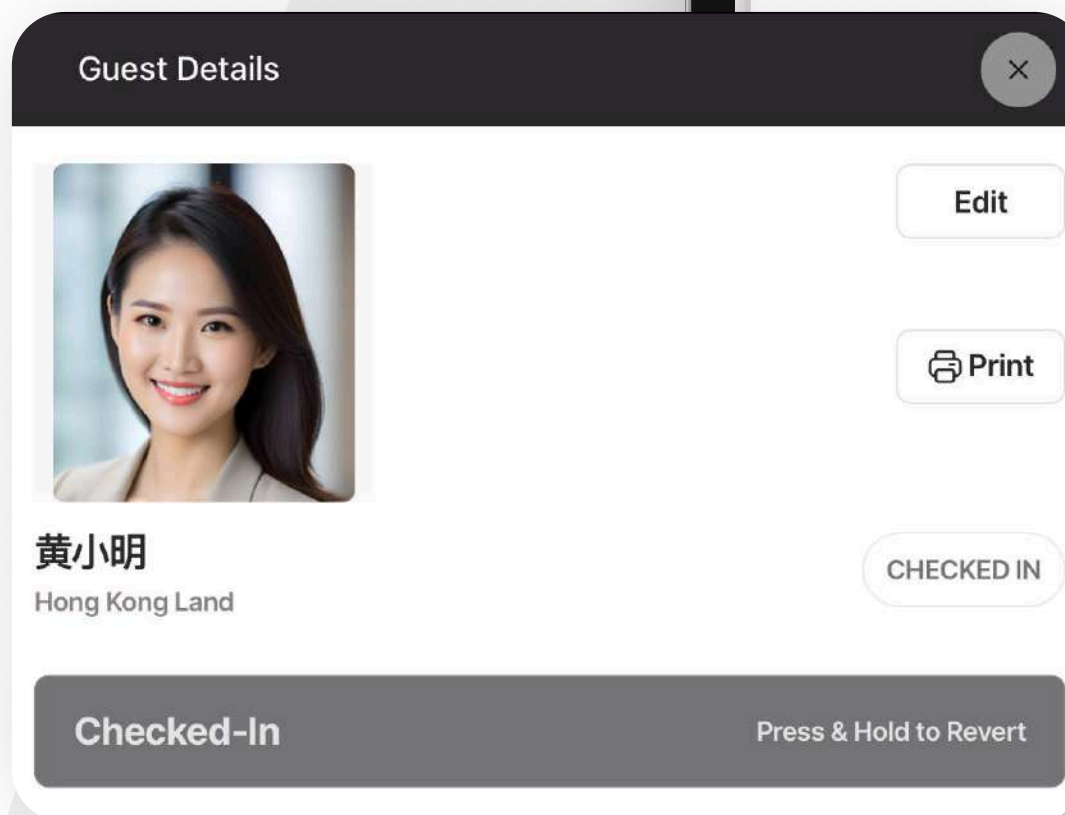 Guest Details
Edit
Print
黄小明
Hong Kong Land
CHECKED IN
Checked-In
Press & Hold to Revert